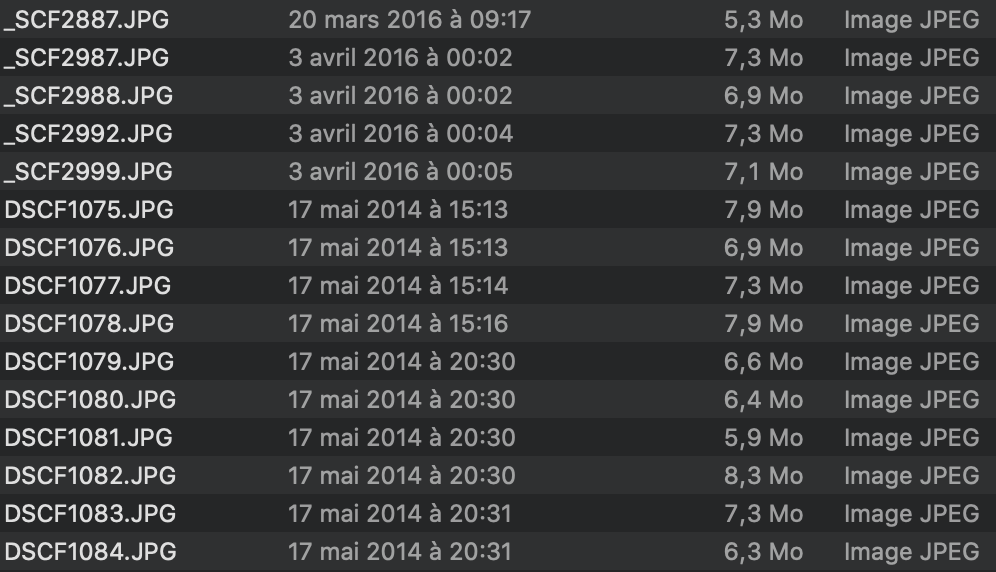 _SCF2887.JPG 20 mars 2016 à 09:17 5,3 Mo Image JPEG
_SCF2987.JPG 3 avril 2016 à 00:02 7,3 Mo Image JPEG
_SCF2988.JPG 3 avril 2016 à 00:02 6,9 Mo Image JPEG
_SCF2992.JPG 3 avril 2016 à 00:04 7,3 Mo Image JPEG
_SCF2999.JPG 3 avril 2016 à 00:05 7,1 Mo Image JPEG
DSCF1075.JPG 17 mai 2014 à 15:13 7,9 Mo Image JPEG
DSCF1076.JPG 17 mai 2014 à 15:13 6,9 Mo Image JPEG
DSCF1077.JPG 17 mai 2014 à 15:14 7,3 Mo Image JPEG
DSCF1078.JPG 17 mai 2014 à 15:16 7,9 Mo Image JPEG
DSCF1079.JPG 17 mai 2014 à 20:30 6,6 Mo Image JPEG
DSCF1080.JPG 17 mai 2014 à 20:30 6,4 Mo Image JPEG
DSCF1081.JPG 17 mai 2014 à 20:30 5,9 Mo Image JPEG
DSCF1082.JPG 17 mai 2014 à 20:30 8,3 Mo Image JPEG
DSCF1083.JPG 17 mai 2014 à 20:31 7,3 Mo Image JPEG
DSCF1084.JPG 17 mai 2014 à 20:31 6,3 Mo Image JPEG